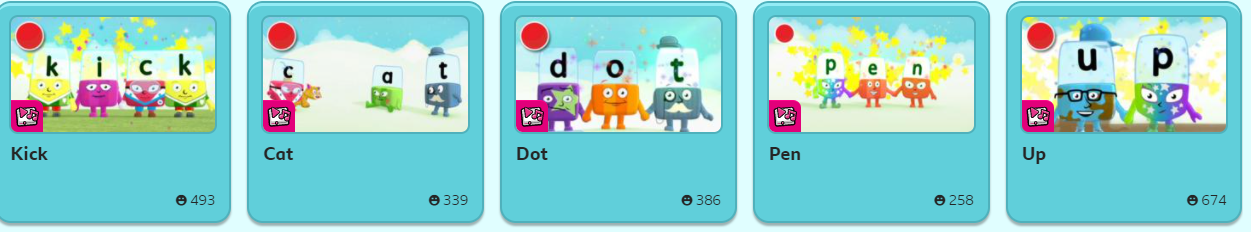 k i c k
Kick
493
c a t
Cat
339
d o t
Dot
386
p e n
Pen
258
u p
Up
674